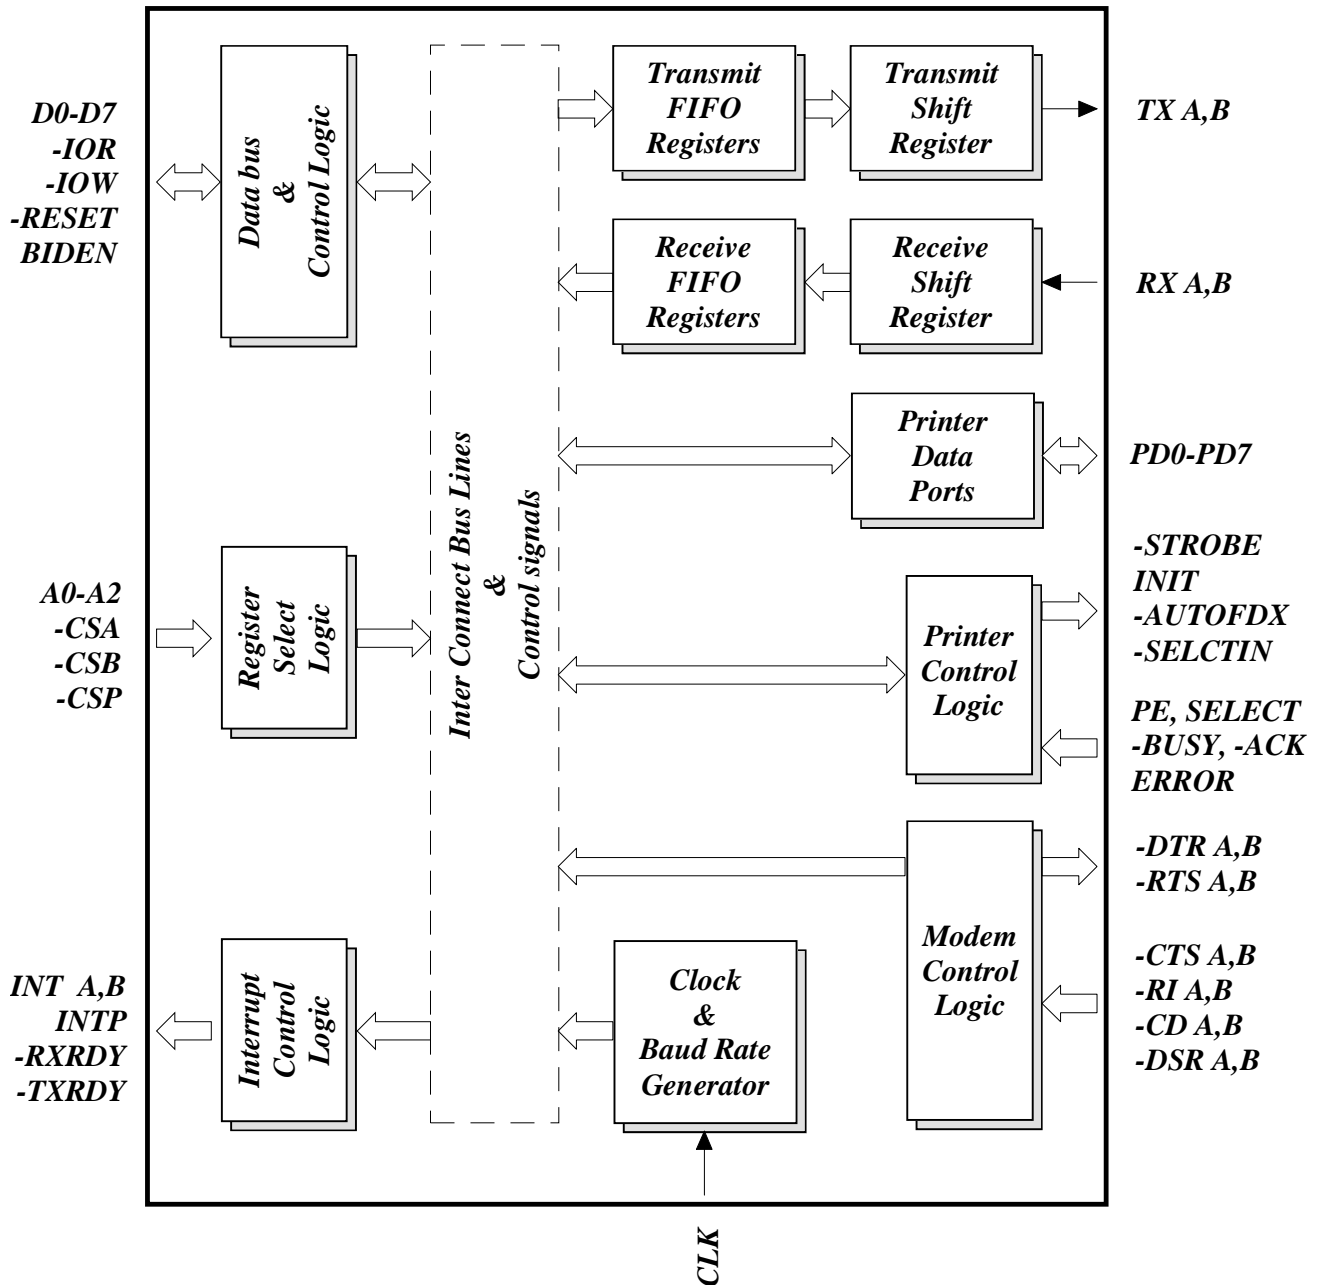 D0-D7
-IOR
-IOW
-RESET
BIDEN
Data bus
&
Control Logic
A0-A2
-CSA
-CSB
-CSP
Register
Select
Logic
INT A,B
INTP
-RXRDY
-TXRDY
Interrupt
Control
Logic
Inter Connect Bus Lines
&
Control signals
Transmit
FIFO
Registers
Transmit
Shift
Register
TX A,B
Receive
FIFO
Registers
Receive
Shift
Register
RX A,B
Printer
Data
Ports
PD0-PD7
Printer
Control
Logic
-STROBE
INIT
-AUTOFDX
-SELCTIN
PE, SELECT
-BUSY, -ACK
ERROR
Modem
Control
Logic
-DTR A,B
-RTS A,B
-CTS A,B
-RI A,B
-CD A,B
-DSR A,B
Clock
&
Baud Rate
Generator
CLK